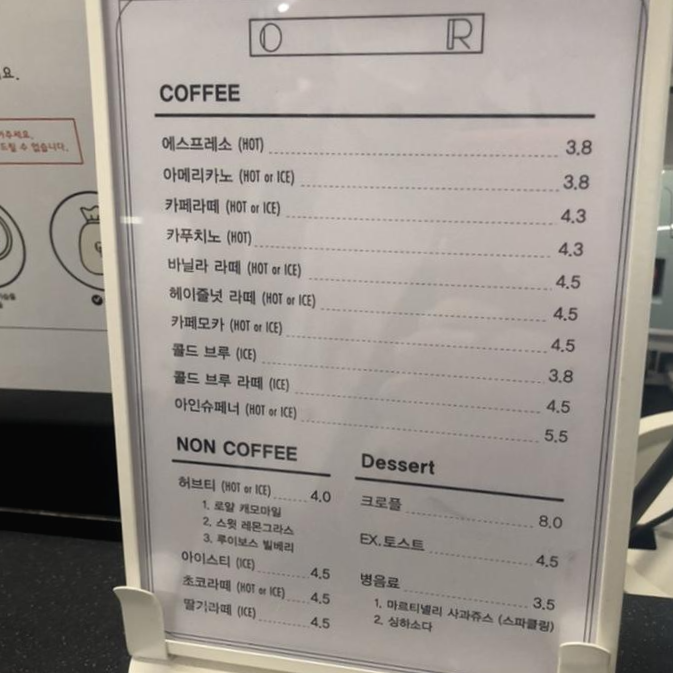 요.
O R
COFFEE
에스프레소 (HOT) 3.8
아메리카노 (HOT or ICE) 3.8
카페라떼 (HOT or ICE) 4.3
카푸치노 (HOT) 4.3
바닐라 라떼 (HOT or ICE) 4.5
헤이즐넛 라떼 (HOT or ICE) 4.5
카페모카 (HOT or ICE) 4.5
콜드 브루 (ICE) 3.8
콜드 브루 라떼 (ICE) 4.5
아인슈페너 (HOT or ICE) 5.5
NON COFFEE
허브티 (HOT or ICE) 4.0
1. 로얄 캐모마일
2. 스윗 레몬그라스
3. 루이보스 빌베리
아이스티 (ICE) 4.5
초코라떼 (HOT or ICE) 4.5
딸기라떼 (ICE) 4.5
Dessert
크로플 8.0
EX.토스트 4.5
병음료 3.5
1. 마르티넬리 사과쥬스 (스파클링)
2. 싱하소다